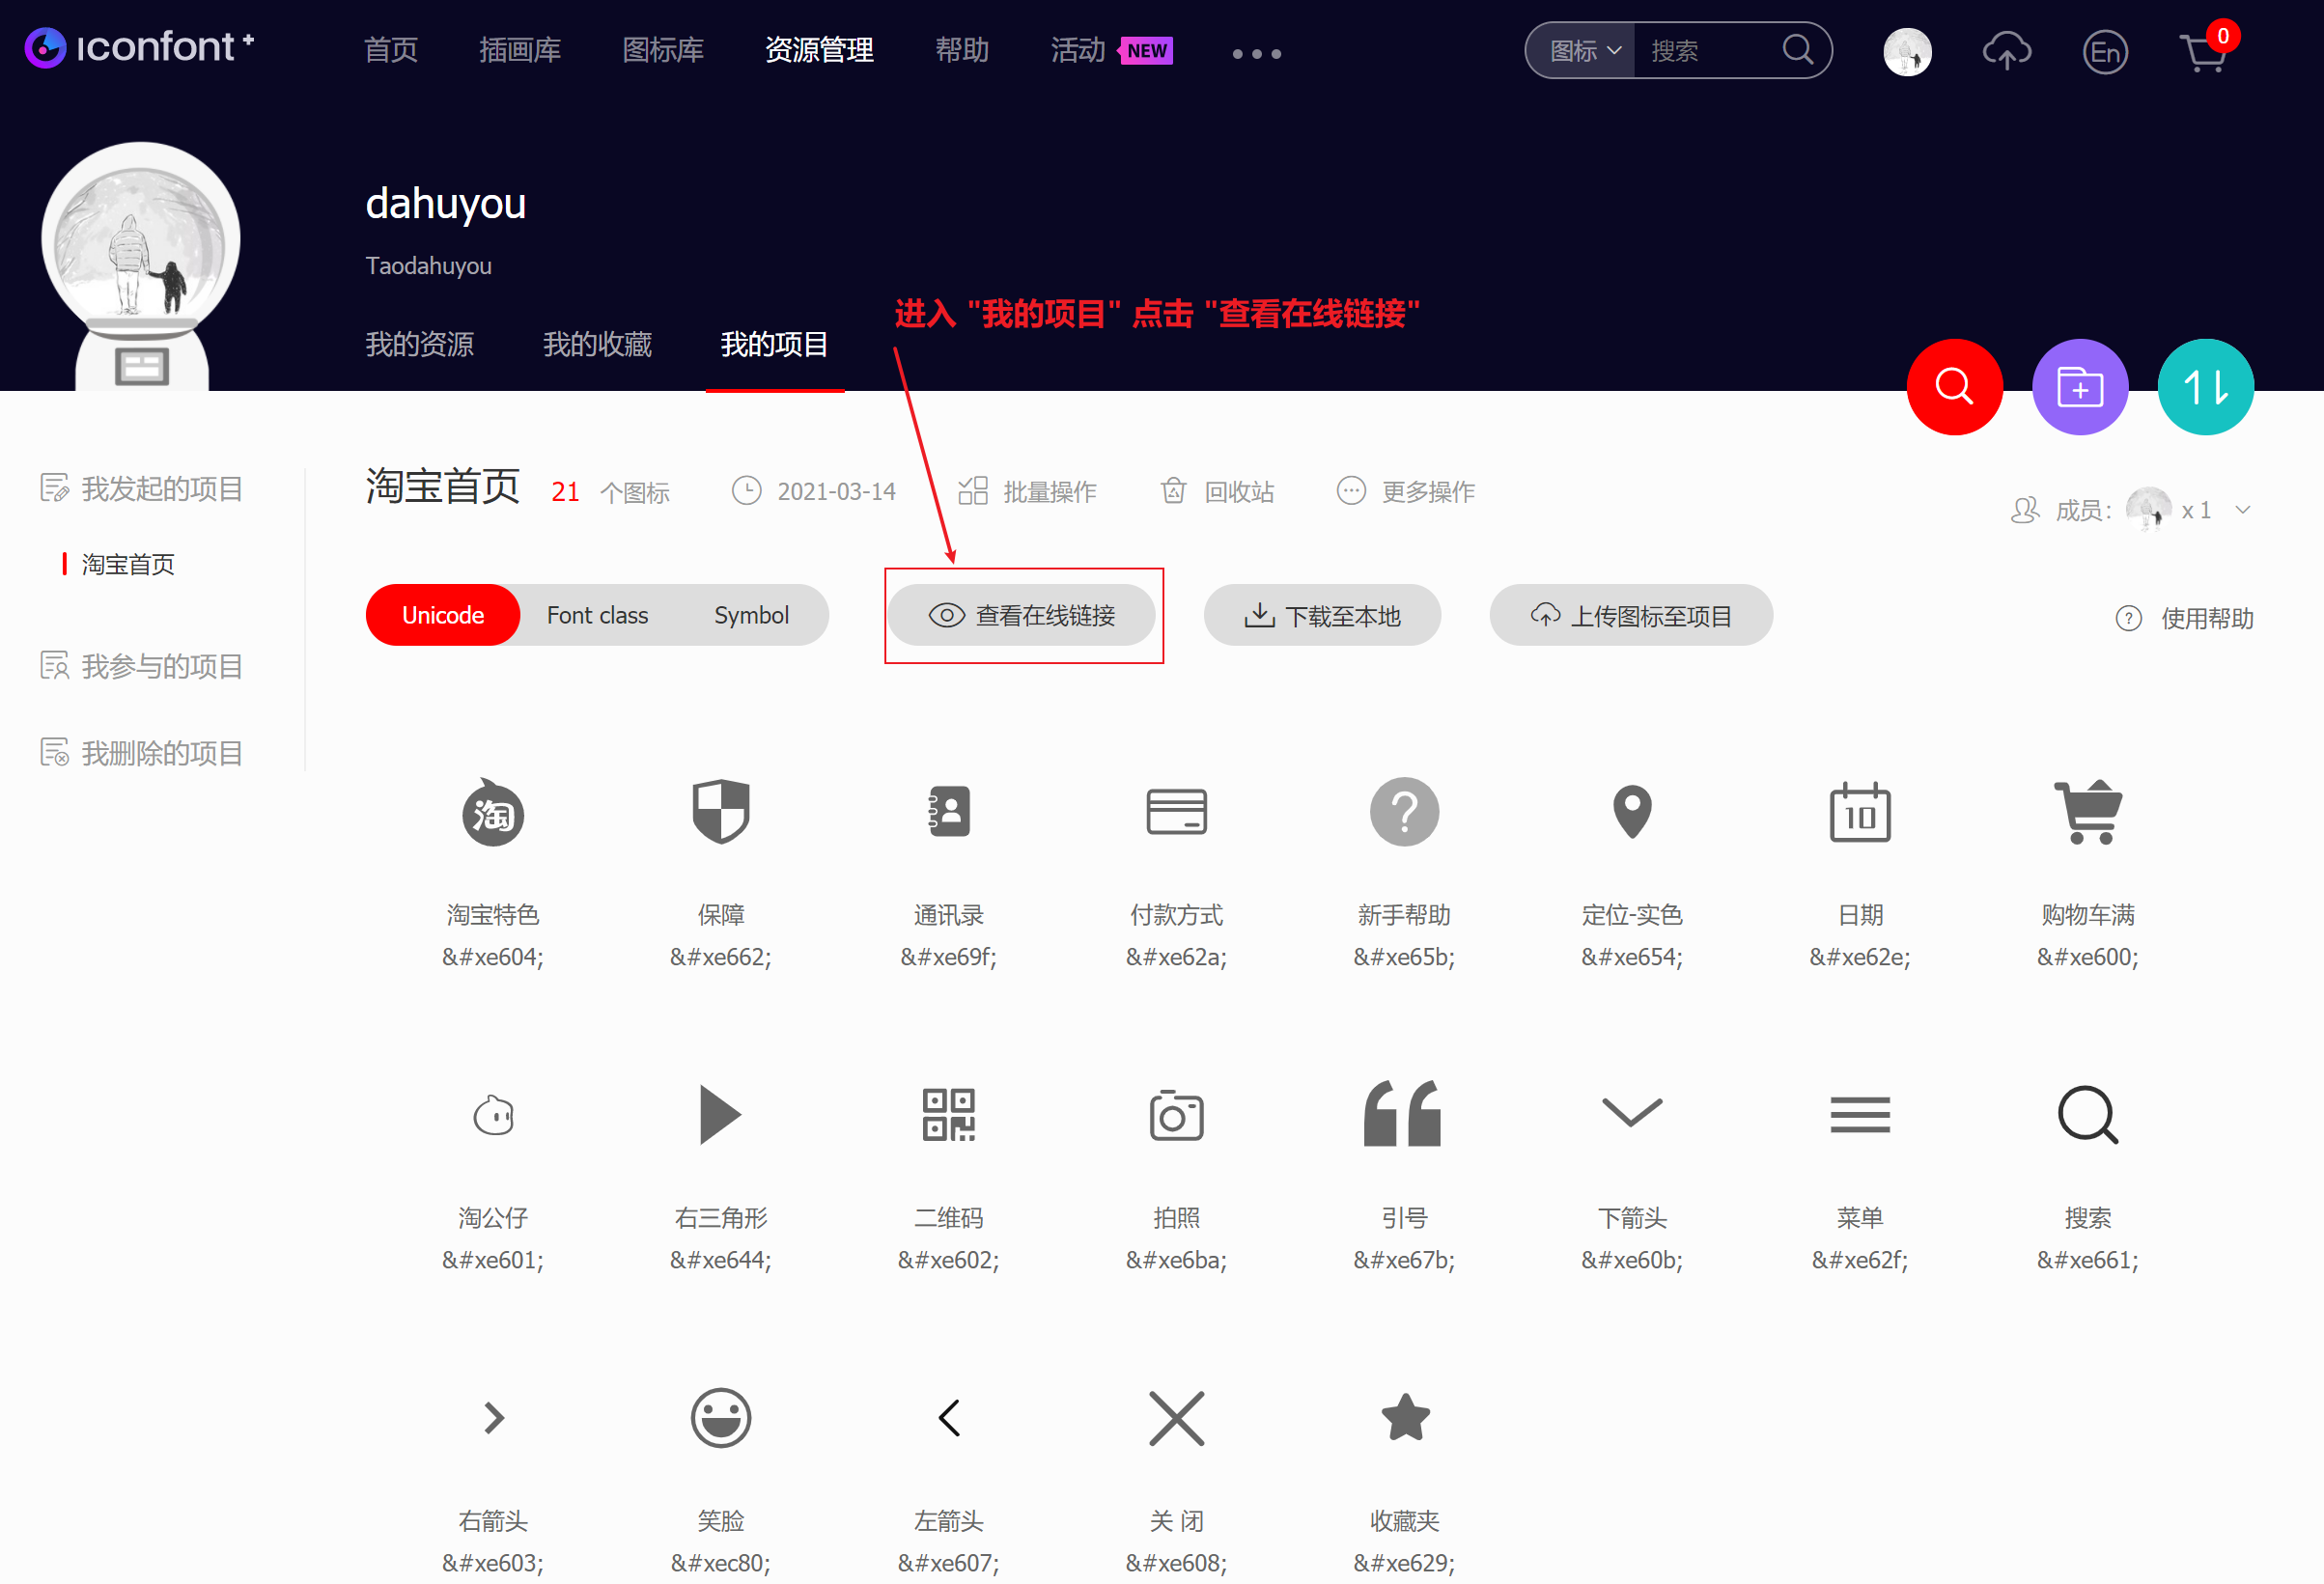 iconfont+ 首页 插画库 图标库 资源管理 帮助 活动 NEW 图标 搜索 En 0
dahuyou
Taodahuyou
进入 "我的项目" 点击 "查看在线链接"
我的资源 我的收藏 我的项目
我发起的项目
淘宝首页
我参与的项目
我删除的项目
淘宝首页 21 个图标 2021-03-14 批量操作 回收站 更多操作 成员: x 1
Unicode Font class Symbol 查看在线链接 下载至本地 上传图标至项目 使用帮助
淘 10
淘宝特色 保障 通讯录 付款方式 新手帮助 定位-实色 日期 购物车满
&#xe604; &#xe662; &#xe69f; &#xe62a; &#xe65b; &#xe654; &#xe62e; &#xe600;
淘公仔 右三角形 二维码 拍照 引号 下箭头 菜单 搜索
&#xe601; &#xe644; &#xe602; &#xe6ba; &#xe67b; &#xe60b; &#xe62f; &#xe661;
右箭头 笑脸 左箭头 关 闭 收藏夹
&#xe603; &#xec80; &#xe607; &#xe608; &#xe629;